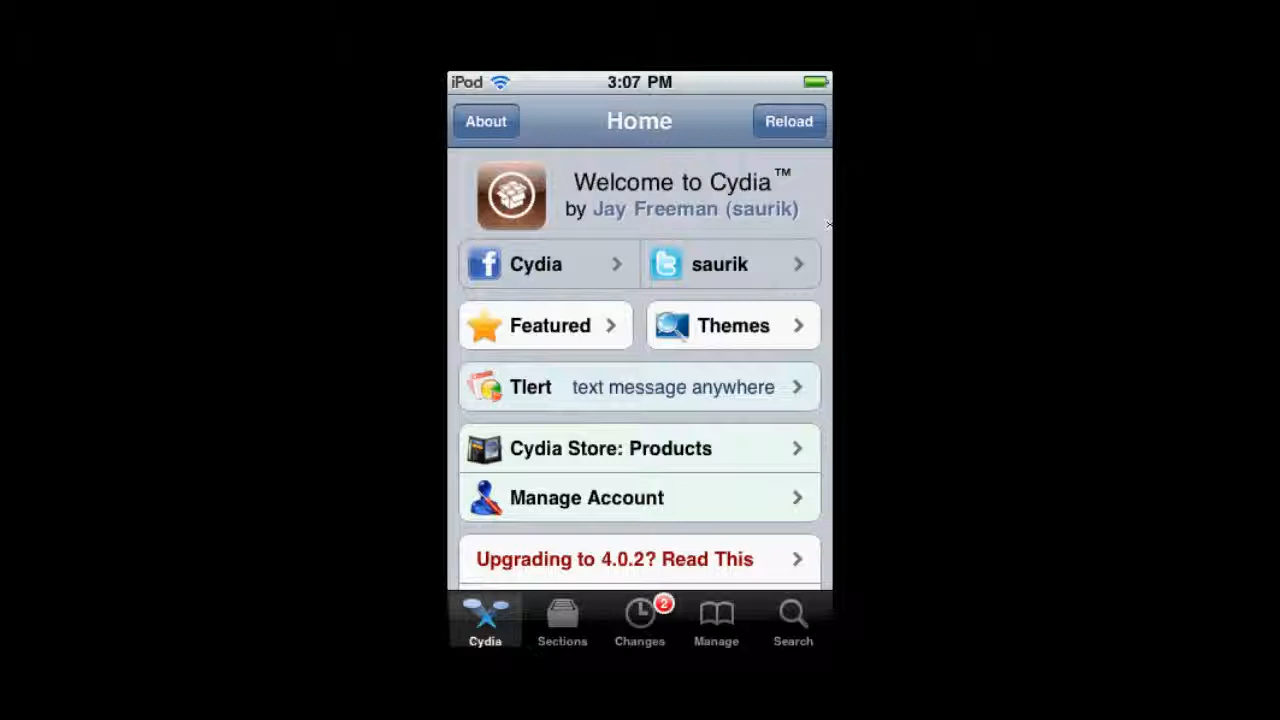 iPod 3:07 PM
About Home Reload
Welcome to Cydia™
by Jay Freeman (saurik)
Cydia saurik
Featured Themes
Tlert text message anywhere
Cydia Store: Products
Manage Account
Upgrading to 4.0.2? Read This
2
Cydia Sections Changes Manage Search